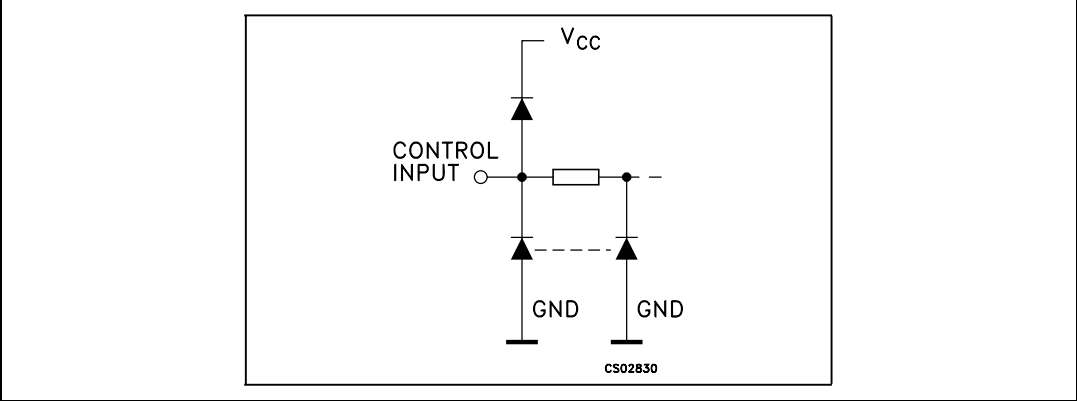 VCC
CONTROL
INPUT
GND
GND
CS02830